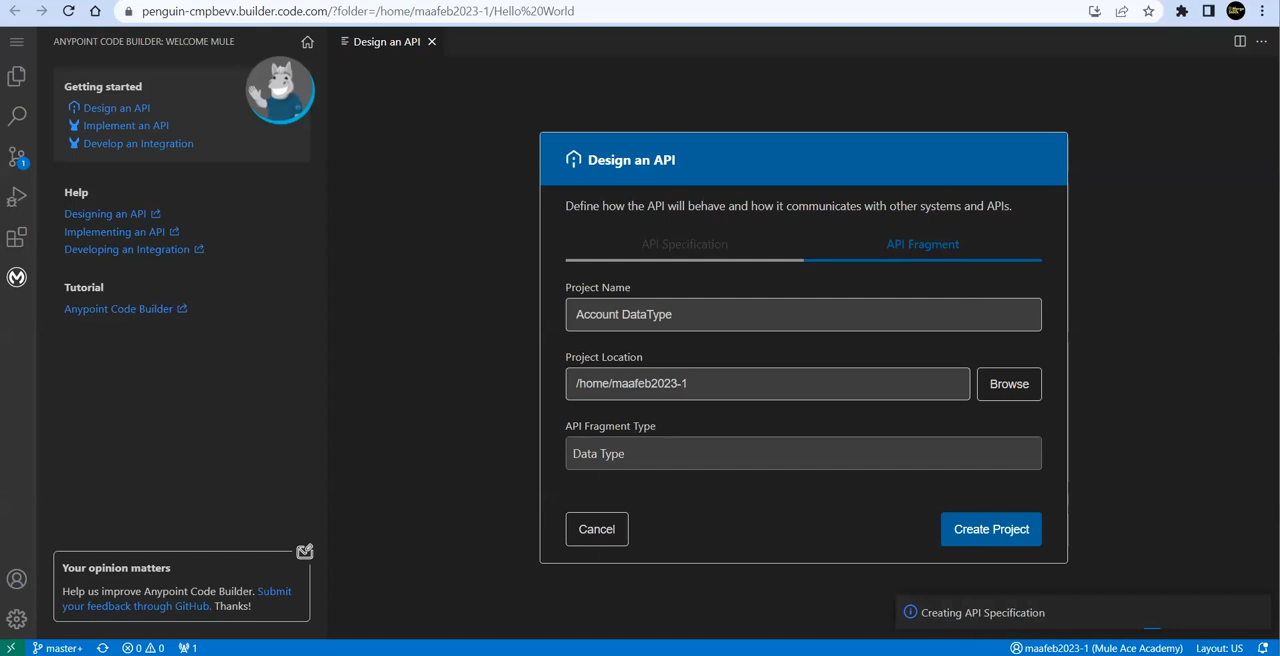 penguin-cmpbevv.builder.code.com/?folder=/home/maafeb2023-1/Hello%20World
ANYPOINT CODE BUILDER: WELCOME MULE
Design an API
Getting started
Design an API
Implement an API
Develop an Integration
Help
Designing an API
Implementing an API
Developing an Integration
Tutorial
Anypoint Code Builder
Your opinion matters
Help us improve Anypoint Code Builder. Submit
your feedback through GitHub. Thanks!
1
Design an API
Define how the API will behave and how it communicates with other systems and APIs.
API Specification
API Fragment
Project Name
Account DataType
Project Location
/home/maafeb2023-1
Browse
API Fragment Type
Data Type
Cancel
Create Project
Creating API Specification
master+
0
0
1
maafeb2023-1 (Mule Ace Academy)
Layout: US